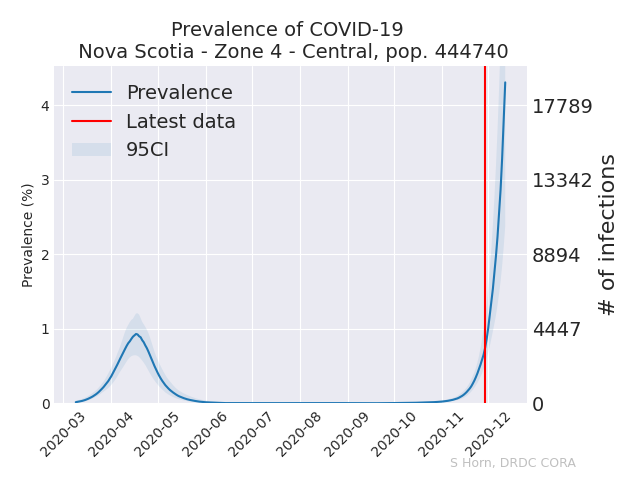 Prevalence of COVID-19
Nova Scotia - Zone 4 - Central, pop. 444740
Prevalence
Latest data
95CI
Prevalence (%)
4
3
2
1
0
17789
13342
8894
4447
0
# of infections
2020-03
2020-04
2020-05
2020-06
2020-07
2020-08
2020-09
2020-10
2020-11
2020-12
S Horn, DRDC CORA